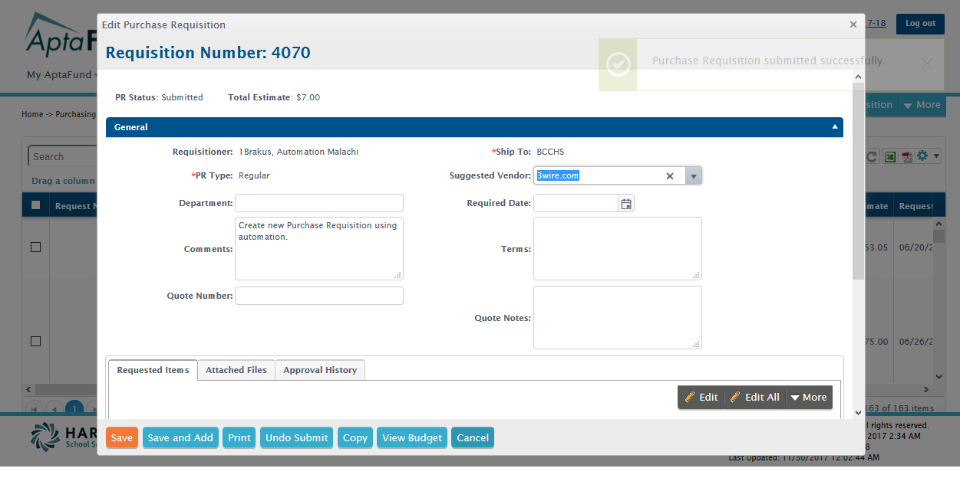 Edit Purchase Requisition
Requisition Number: 4070
7-18
Log out
Apta
My AptaFund
Purchase Requisition submitted successfully.
Home -> Purchasing
sition
More
PR Status: Submitted Total Estimate: $7.00
General
Search
Drag a column
Request N
mate
Reques
53.05 06/20/2
75.00 06/26/2
Requisitioner: 1Brakus, Automation Malachi
*Ship To: BCCHS
*PR Type: Regular
Suggested Vendor: 3wire.com
Department:
Required Date:
Comments: Create new Purchase Requisition using
automation.
Terms:
Quote Number:
Quote Notes:
Requested Items Attached Files Approval History
Edit Edit All More
1
63 of 163 items
Save Save and Add Print Undo Submit Copy View Budget Cancel
HAR
School S
l rights reserved.
2017 2:34 AM
Last Updated: 11/30/2017 12:02:44 AM